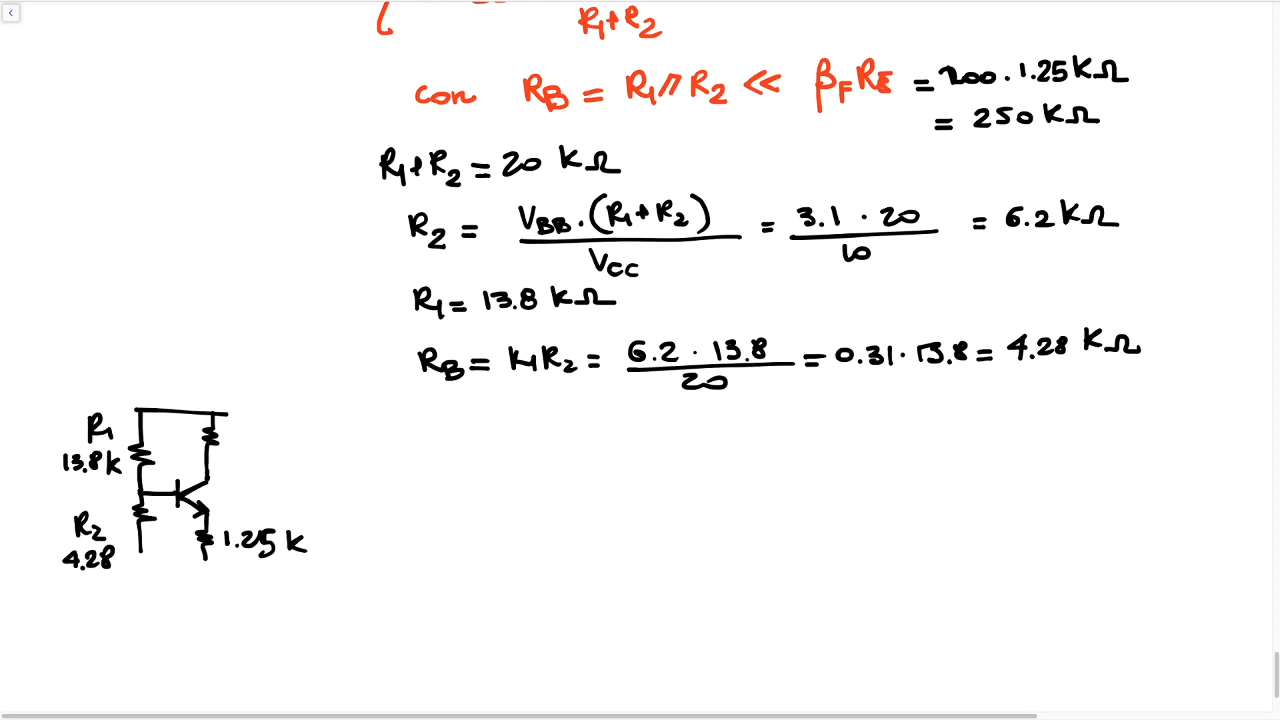 R1+R2
con RB = R1//R2 << βF RE = 200 . 1.25 KΩ
= 250 KΩ
R1+R2 = 20 KΩ
R2 = VBB . (R1+R2) / VCC = 3.1 . 20 / 10 = 6.2 KΩ
R1 = 13.8 KΩ
RB = R1 R2 = 6.2 . 13.8 / 20 = 0.31 . 13.8 = 4.28 KΩ
R1
13.8 K
R2
4.28
1.25 K